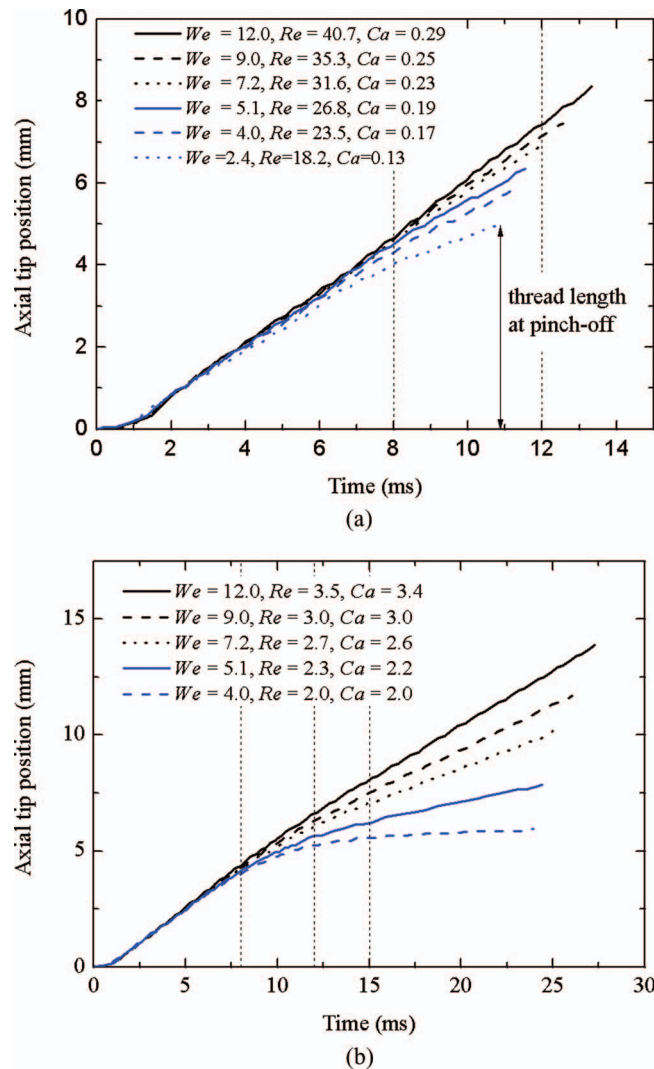 We = 12.0, Re = 40.7, Ca = 0.29
We = 9.0, Re = 35.3, Ca = 0.25
We = 7.2, Re = 31.6, Ca = 0.23
We = 5.1, Re = 26.8, Ca = 0.19
We = 4.0, Re = 23.5, Ca = 0.17
We =2.4, Re=18.2, Ca=0.13
10
8
6
4
2
0
Axial tip position (mm)
thread length
at pinch-off
0 2 4 6 8 10 12 14
Time (ms)
(a)
We = 12.0, Re = 3.5, Ca = 3.4
We = 9.0, Re = 3.0, Ca = 3.0
We = 7.2, Re = 2.7, Ca = 2.6
We = 5.1, Re = 2.3, Ca = 2.2
We = 4.0, Re = 2.0, Ca = 2.0
15
10
5
0
Axial tip position (mm)
0 5 10 15 20 25 30
Time (ms)
(b)